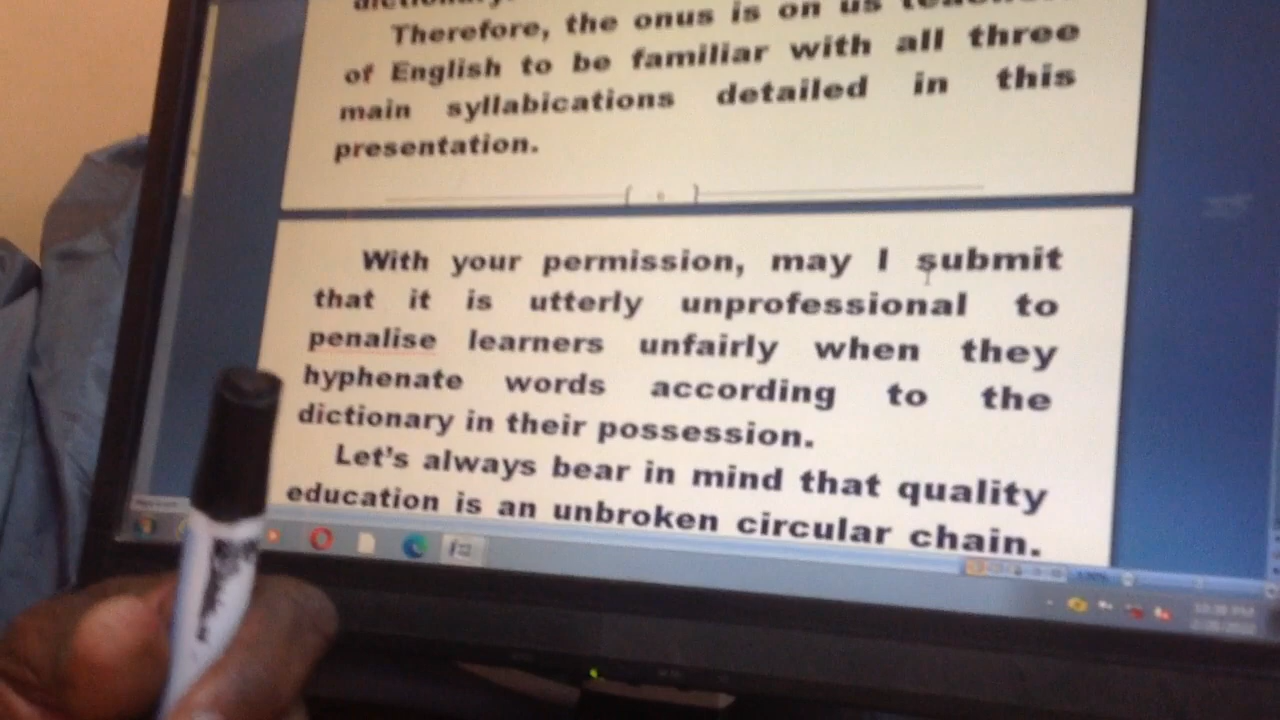 dictionary.
Therefore, the onus is on us teachers
of English to be familiar with all three
main syllabications detailed in this
presentation.
With your permission, may I submit
that it is utterly unprofessional to
penalise learners unfairly when they
hyphenate words according to the
dictionary in their possession.
Let's always bear in mind that quality
education is an unbroken circular chain.